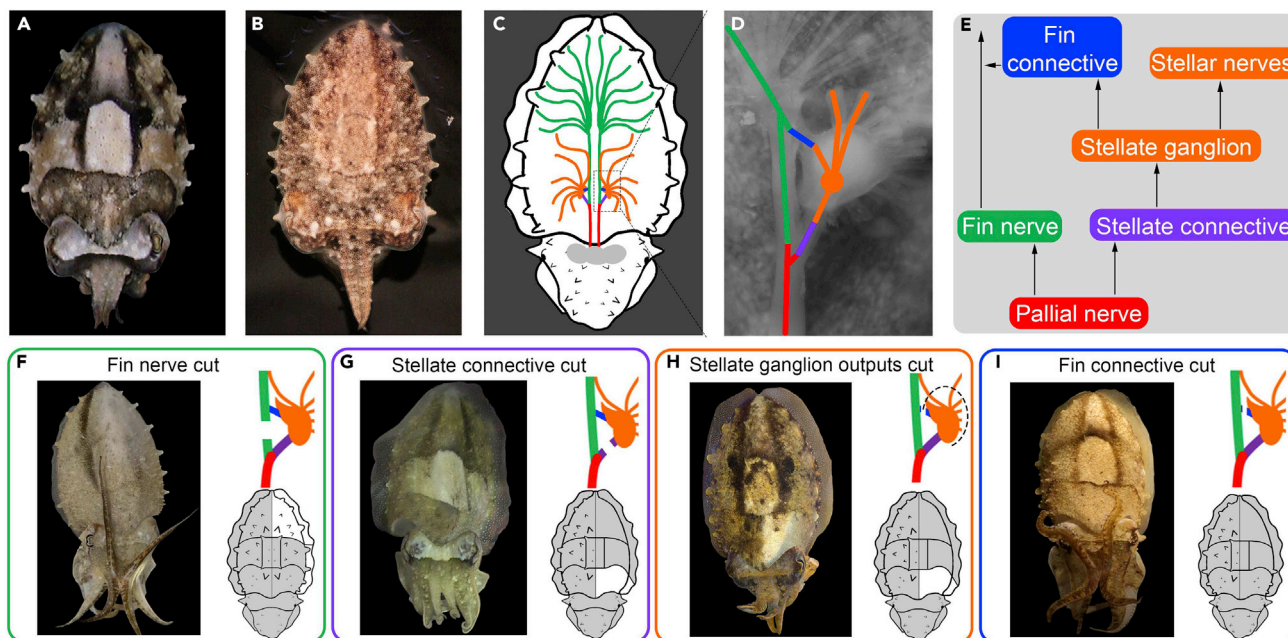 A
B
C
D
E
Fin
connective
Stellar nerves
Stellate ganglion
Fin nerve
Stellate connective
Pallial nerve
F
Fin nerve cut
G
Stellate connective cut
H
Stellate ganglion outputs cut
I
Fin connective cut